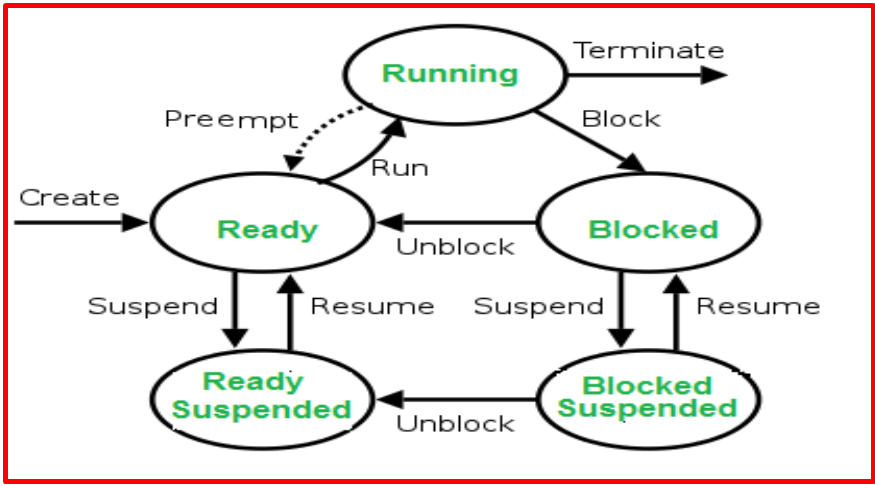 Running
Terminate
Preempt
Block
Run
Create
Ready
Blocked
Unblock
Suspend
Resume
Suspend
Resume
Ready
Suspended
Blocked
Suspended
Unblock